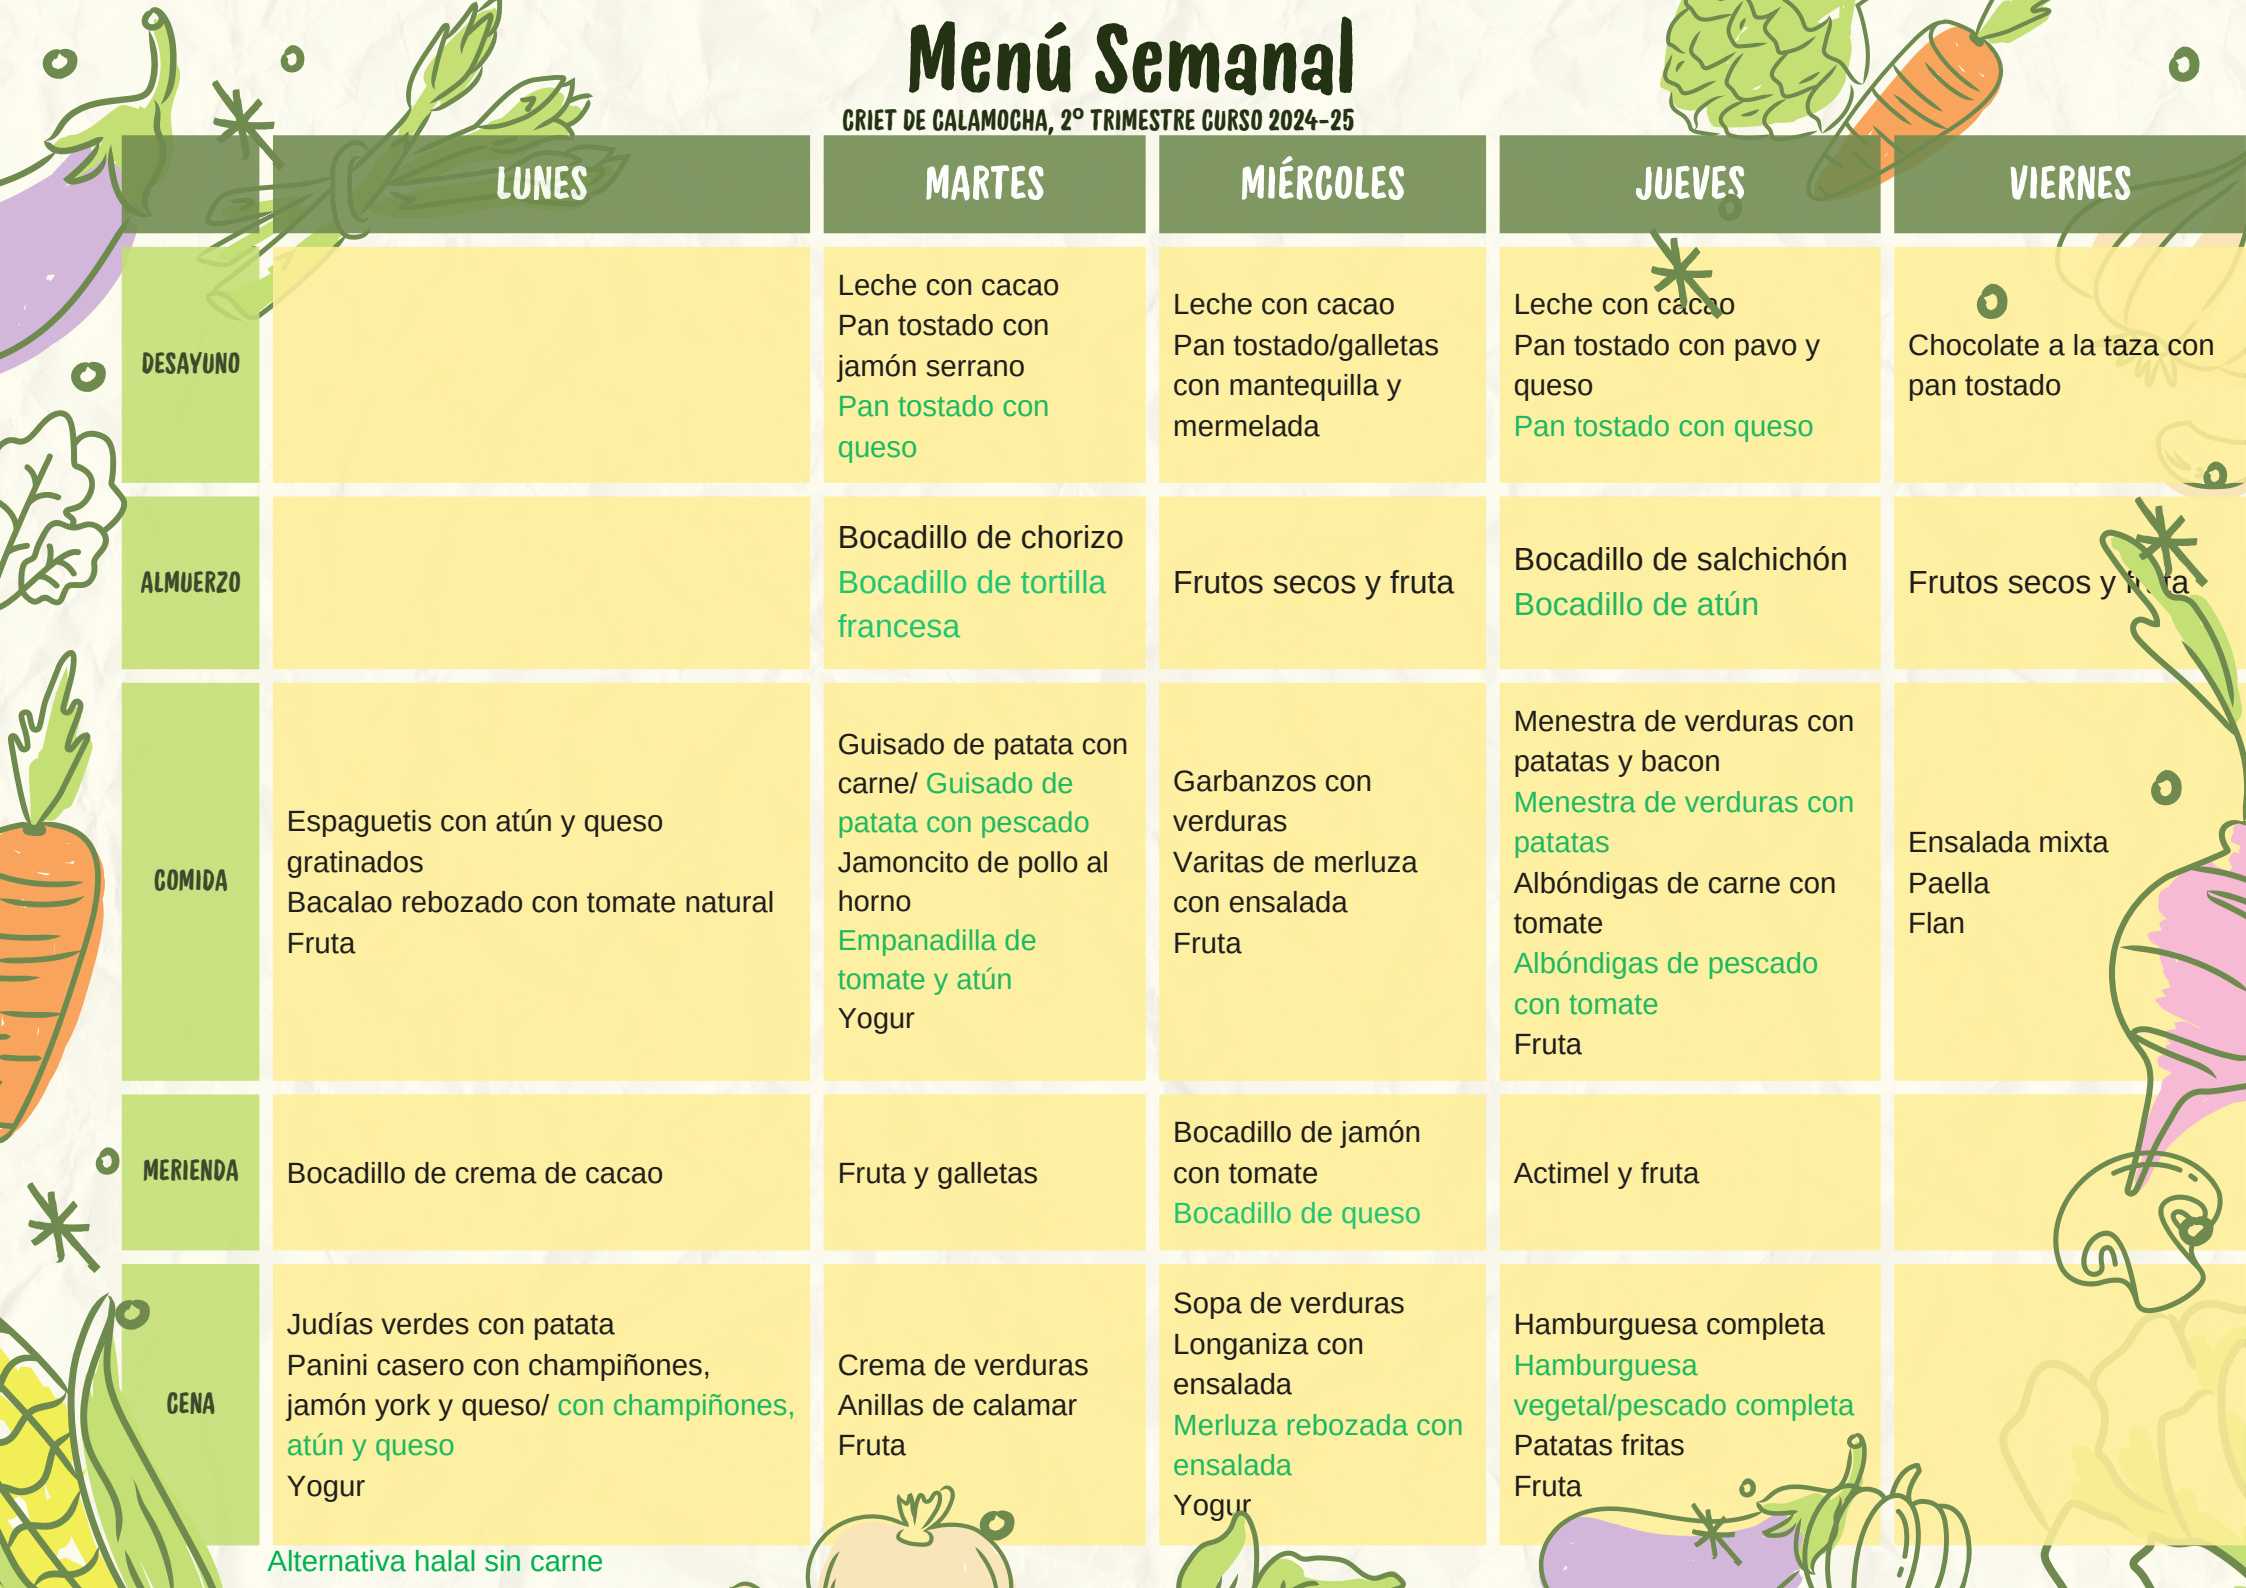 Menú Semanal
CRIET DE CALAMOCHA, 2º TRIMESTRE CURSO 2024-25
LUNES
MARTES
MIÉRCOLES
JUEVES
VIERNES
DESAYUNO
Leche con cacao
Pan tostado con
jamón serrano
Pan tostado con
queso
Leche con cacao
Pan tostado/galletas
con mantequilla y
mermelada
Leche con cacao
Pan tostado con pavo y
queso
Pan tostado con queso
Chocolate a la taza con
pan tostado
ALMUERZO
Bocadillo de chorizo
Bocadillo de tortilla
francesa
Frutos secos y fruta
Bocadillo de salchichón
Bocadillo de atún
Frutos secos y fruta
COMIDA
Espaguetis con atún y queso
gratinados
Bacalao rebozado con tomate natural
Fruta
Guisado de patata con
carne/ Guisado de
patata con pescado
Jamoncito de pollo al
horno
Empanadilla de
tomate y atún
Yogur
Garbanzos con
verduras
Varitas de merluza
con ensalada
Fruta
Menestra de verduras con
patatas y bacon
Menestra de verduras con
patatas
Albóndigas de carne con
tomate
Albóndigas de pescado
con tomate
Fruta
Ensalada mixta
Paella
Flan
MERIENDA
Bocadillo de crema de cacao
Fruta y galletas
Bocadillo de jamón
con tomate
Bocadillo de queso
Actimel y fruta
CENA
Judías verdes con patata
Panini casero con champiñones,
jamón york y queso/ con champiñones,
atún y queso
Yogur
Crema de verduras
Anillas de calamar
Fruta
Sopa de verduras
Longaniza con
ensalada
Merluza rebozada con
ensalada
Yogur
Hamburguesa completa
Hamburguesa
vegetal/pescado completa
Patatas fritas
Fruta
Alternativa halal sin carne